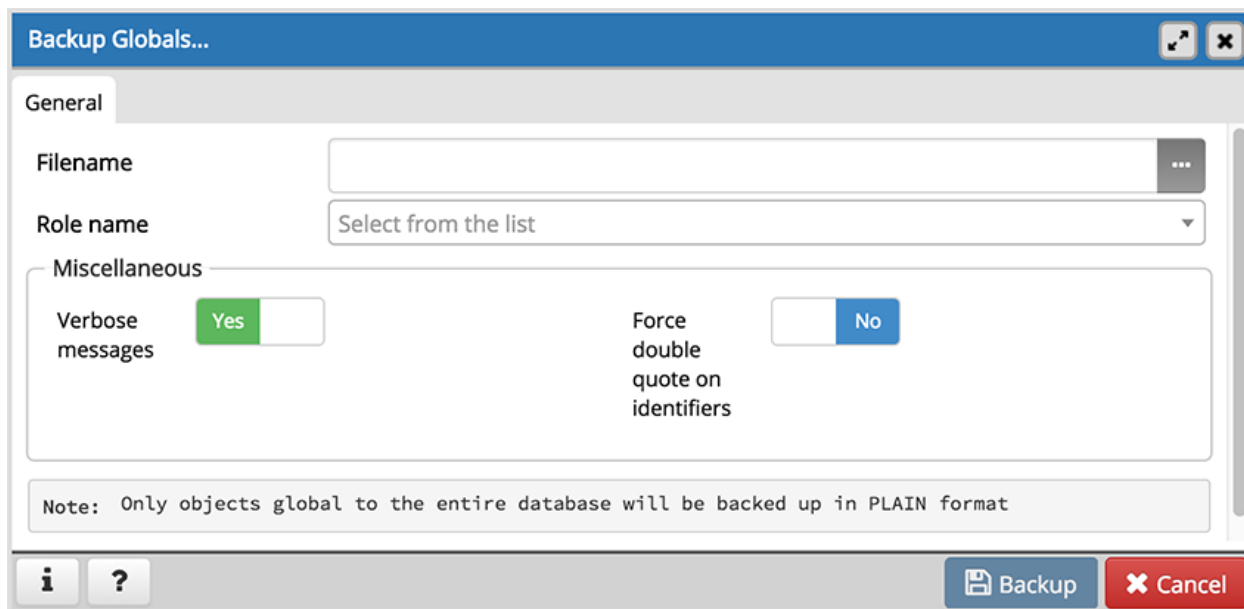 Backup Globals...
General
Filename
Role name
Select from the list
Miscellaneous
Verbose
messages
Yes
Force
double
quote on
identifiers
No
Note: Only objects global to the entire database will be backed up in PLAIN format
i
?
Backup
Cancel